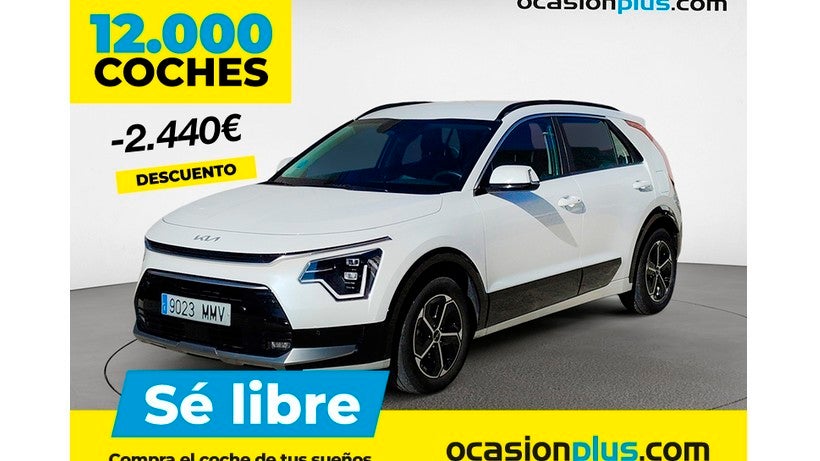 12.000
COCHES
ocasionplus.com
-2.440€
DESCUENTO
KIA
9023 MMV
Sé libre
Compra el coche de tus sueños
ocasionplus.com